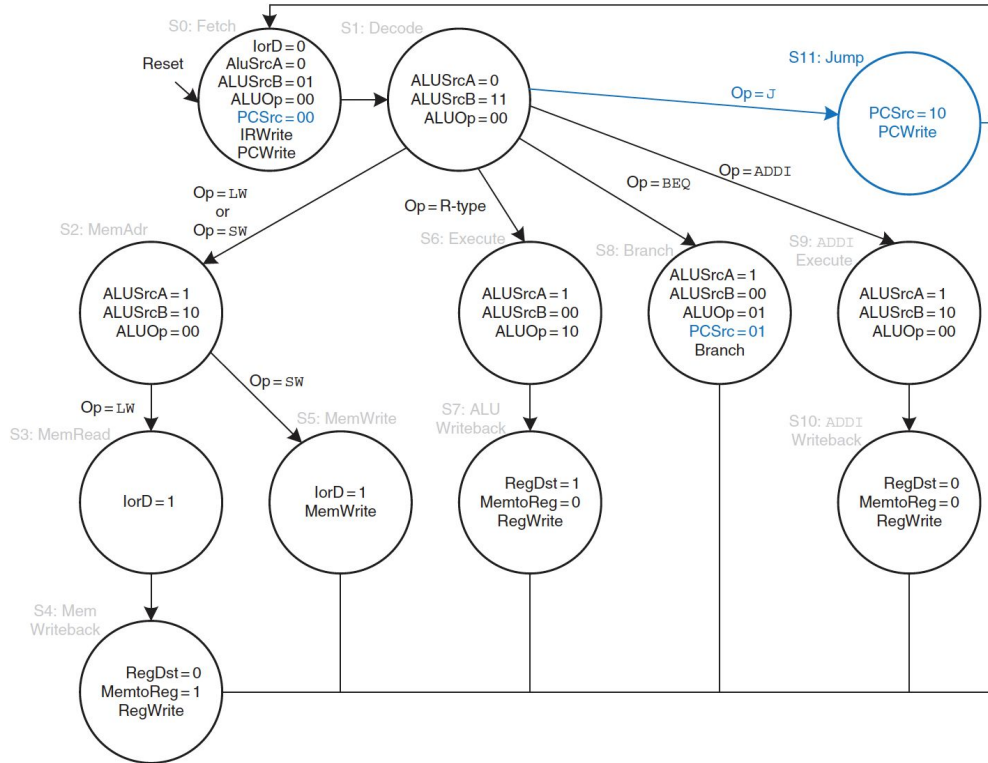 S0: Fetch
IorD = 0
AluSrcA = 0
ALUSrcB = 01
ALUOp = 00
PCSrc = 00
IRWrite
PCWrite
Reset
S1: Decode
ALUSrcA = 0
ALUSrcB = 11
ALUOp = 00
S11: Jump
Op = J
PCSrc = 10
PCWrite
Op = LW
or
Op = SW
Op = R-type
Op = BEQ
Op = ADDI
S2: MemAdr
ALUSrcA = 1
ALUSrcB = 10
ALUOp = 00
S6: Execute
ALUSrcA = 1
ALUSrcB = 00
ALUOp = 10
S8: Branch
ALUSrcA = 1
ALUSrcB = 00
ALUOp = 01
PCSrc = 01
Branch
S9: ADDI
Execute
ALUSrcA = 1
ALUSrcB = 10
ALUOp = 00
Op = LW
Op = SW
S3: MemRead
IorD = 1
S5: MemWrite
IorD = 1
MemWrite
S7: ALU
Writeback
RegDst = 1
MemtoReg = 0
RegWrite
S10: ADDI
Writeback
RegDst = 0
MemtoReg = 0
RegWrite
S4: Mem
Writeback
RegDst = 0
MemtoReg = 1
RegWrite